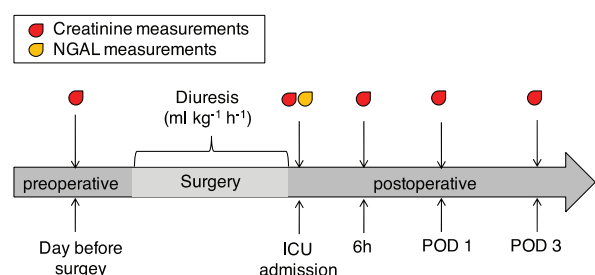 Creatinine measurements
NGAL measurements
Diuresis
(ml kg-1 h-1)
preoperative
Surgery
postoperative
Day before
surgey
ICU
admission
6h
POD 1
POD 3